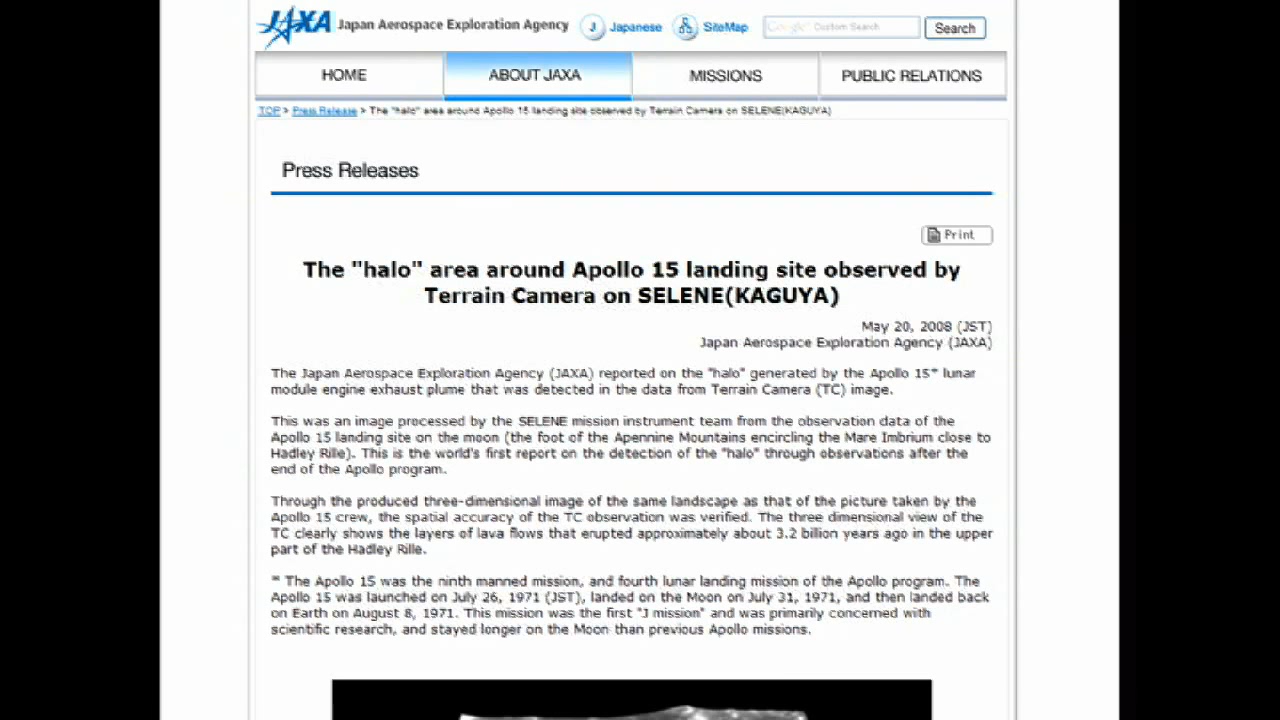 JAXA Japan Aerospace Exploration Agency J Japanese SiteMap Google Custom Search Search
HOME ABOUT JAXA MISSIONS PUBLIC RELATIONS
TOP > Press Release > The "halo" area around Apollo 15 landing site observed by Terrain Camera on SELENE(KAGUYA)
Press Releases
Print
The "halo" area around Apollo 15 landing site observed by
Terrain Camera on SELENE(KAGUYA)
May 20, 2008 (JST)
Japan Aerospace Exploration Agency (JAXA)
The Japan Aerospace Exploration Agency (JAXA) reported on the "halo" generated by the Apollo 15* lunar
module engine exhaust plume that was detected in the data from Terrain Camera (TC) image.
This was an image processed by the SELENE mission instrument team from the observation data of the
Apollo 15 landing site on the moon (the foot of the Apennine Mountains encircling the Mare Imbrium close to
Hadley Rille). This is the world's first report on the detection of the "halo" through observations after the
end of the Apollo program.
Through the produced three-dimensional image of the same landscape as that of the picture taken by the
Apollo 15 crew, the spatial accuracy of the TC observation was verified. The three dimensional view of the
TC clearly shows the layers of lava flows that erupted approximately about 3.2 billion years ago in the upper
part of the Hadley Rille.
* The Apollo 15 was the ninth manned mission, and fourth lunar landing mission of the Apollo program. The
Apollo 15 was launched on July 26, 1971 (JST), landed on the Moon on July 31, 1971, and then landed back
on Earth on August 8, 1971. This mission was the first "J mission" and was primarily concerned with
scientific research, and stayed longer on the Moon than previous Apollo missions.